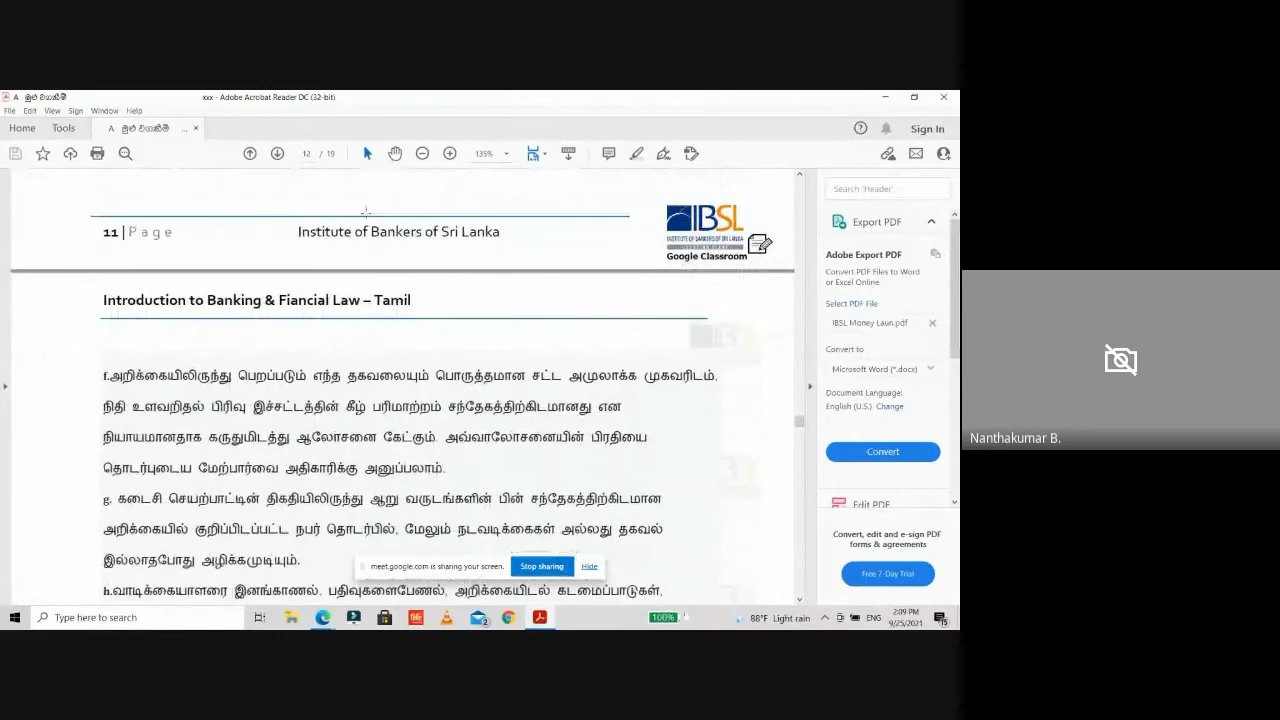 A මුළු වගකීම්
xxx - Adobe Acrobat Reader DC (32-bit)
File Edit View Sign Window Help
Home Tools A මුළු වගකීම් ... ×
Sign In
12 / 19 135%
11 | P a g e Institute of Bankers of Sri Lanka
IBSL
INSTITUTE OF BANKERS OF SRI LANKA
Google Classroom
Introduction to Banking & Fiancial Law – Tamil
f.அறிக்கையிலிருந்து பெறப்படும் எந்த தகவலையும் பொருத்தமான சட்ட அமுலாக்க முகவரிடம்.
நிதி உளவறிதல் பிரிவு இச்சட்டத்தின் கீழ் பரிமாற்றம் சந்தேகத்திற்கிடமானது என
நியாயமானதாக கருதுமிடத்து ஆலோசனை கேட்கும். அவ்வாலோசனையின் பிரதியை
தொடர்புடைய மேற்பார்வை அதிகாரிக்கு அனுப்பலாம்.
g. கடைசி செயற்பாட்டின் திகதியிலிருந்து ஆறு வருடங்களின் பின் சந்தேகத்திற்கிடமான
அறிக்கையில் குறிப்பிடப்பட்ட நபர் தொடர்பில், மேலும் நடவடிக்கைகள் அல்லது தகவல்
இல்லாதபோது அழிக்கமுடியும்.
h.வாடிக்கையாளரை இனங்காணல், பதிவுகளைபேணல், அறிக்கையிடல் கடமைப்பாடுகள்,
meet.google.com is sharing your screen. Stop sharing Hide
Search 'Header'
Export PDF
Adobe Export PDF
Convert PDF Files to Word
or Excel Online
Select PDF File
IBSL Money Laun.pdf
Convert to
Microsoft Word (*.docx)
Document Language:
English (U.S.) Change
Convert
Edit PDF
Convert, edit and e-sign PDF
forms & agreements
Free 7-Day Trial
Type here to search
100%
88°F Light rain
ENG
2:09 PM
9/25/2021
Nanthakumar B.